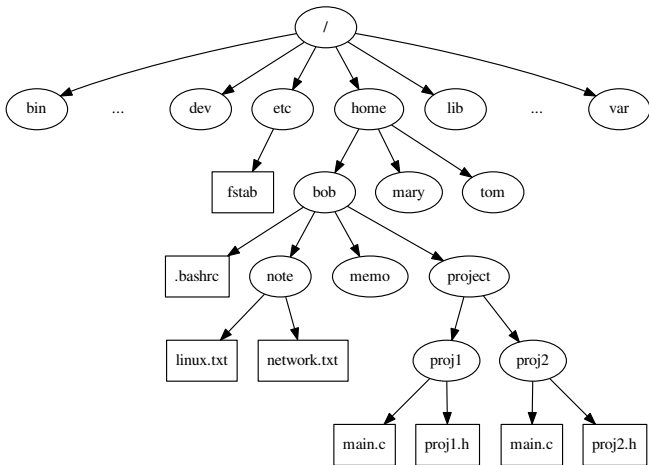 /
bin ... dev etc home lib ... var
fstab bob mary tom
.bashrc note memo project
linux.txt network.txt proj1 proj2
main.c proj1.h main.c proj2.h